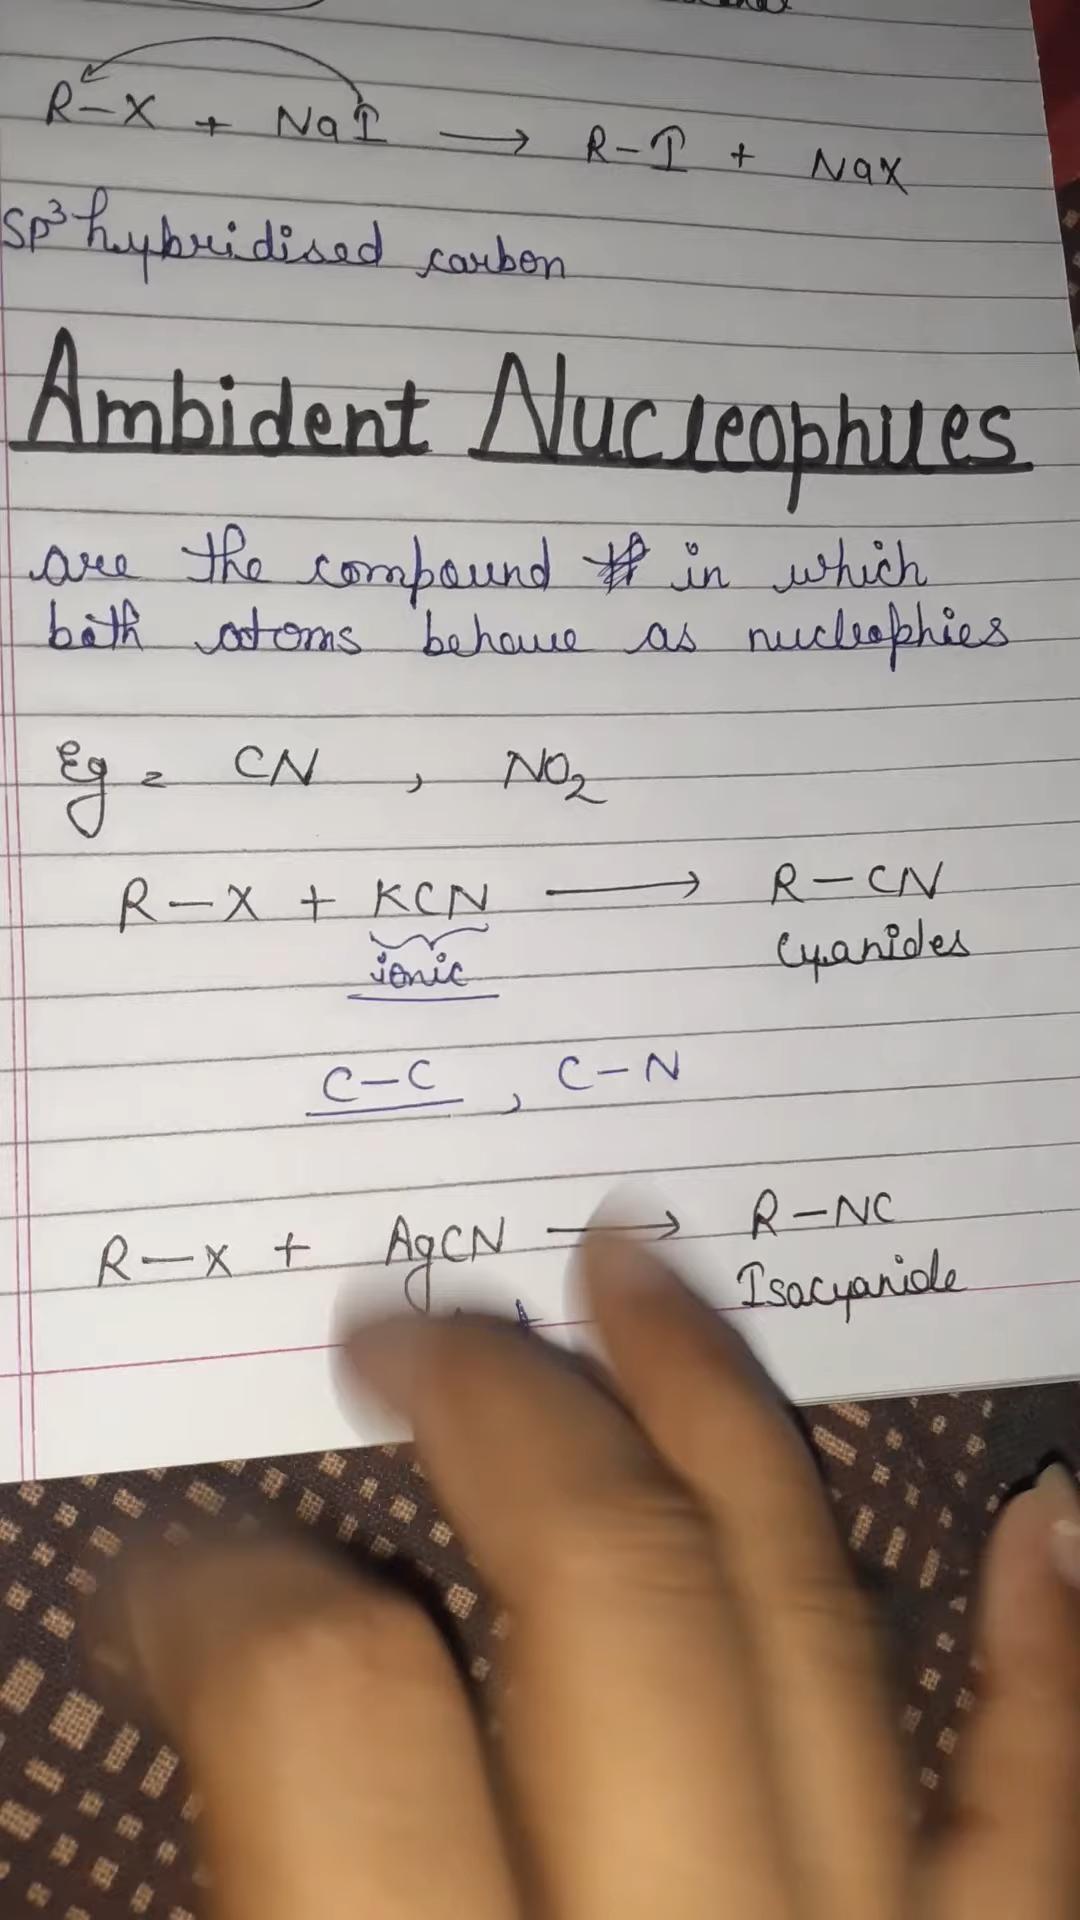 R-X + NaI ⟶ R-I + NaX
SP³ hybridised carbon
Ambident Nucleophiles
are the compound in which
both atoms behave as nucleophies
Eg = CN , NO₂
R-X + KCN ⟶ R-CN
ionic Cyanides
C-C , C-N
R-X + AgCN ⟶ R-NC
Isocyanide